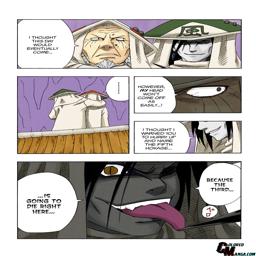 I THOUGHT
THIS DAY
WOULD
EVENTUALLY
COME...
HOWEVER,
MY HEAD
WON'T
COME OFF
AS
EASILY...!
I THOUGHT
I WARNED YOU
TO HURRY UP
AND NAME
THE FIFTH
HOKAGE...
BECAUSE
THE
THIRD...
...IS
GOING TO
DIE RIGHT
HERE...
COLORED
MANGA.COM